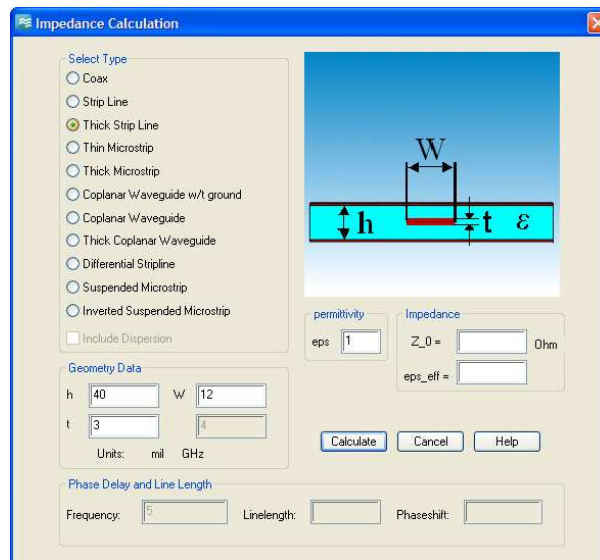 Impedance Calculation
Select Type
Coax
Strip Line
Thick Strip Line
Thin Microstrip
Thick Microstrip
Coplanar Waveguide w/t ground
Coplanar Waveguide
Thick Coplanar Waveguide
Differential Stripline
Suspended Microstrip
Inverted Suspended Microstrip
Include Dispersion
W
h t ε
permittivity
eps 1
Impedance
Z_0 = Ohm
eps_eff =
Geometry Data
h 40 W 12
t 3 4
Units: mil GHz
Calculate Cancel Help
Phase Delay and Line Length
Frequency: 5 Linelength: Phaseshift: